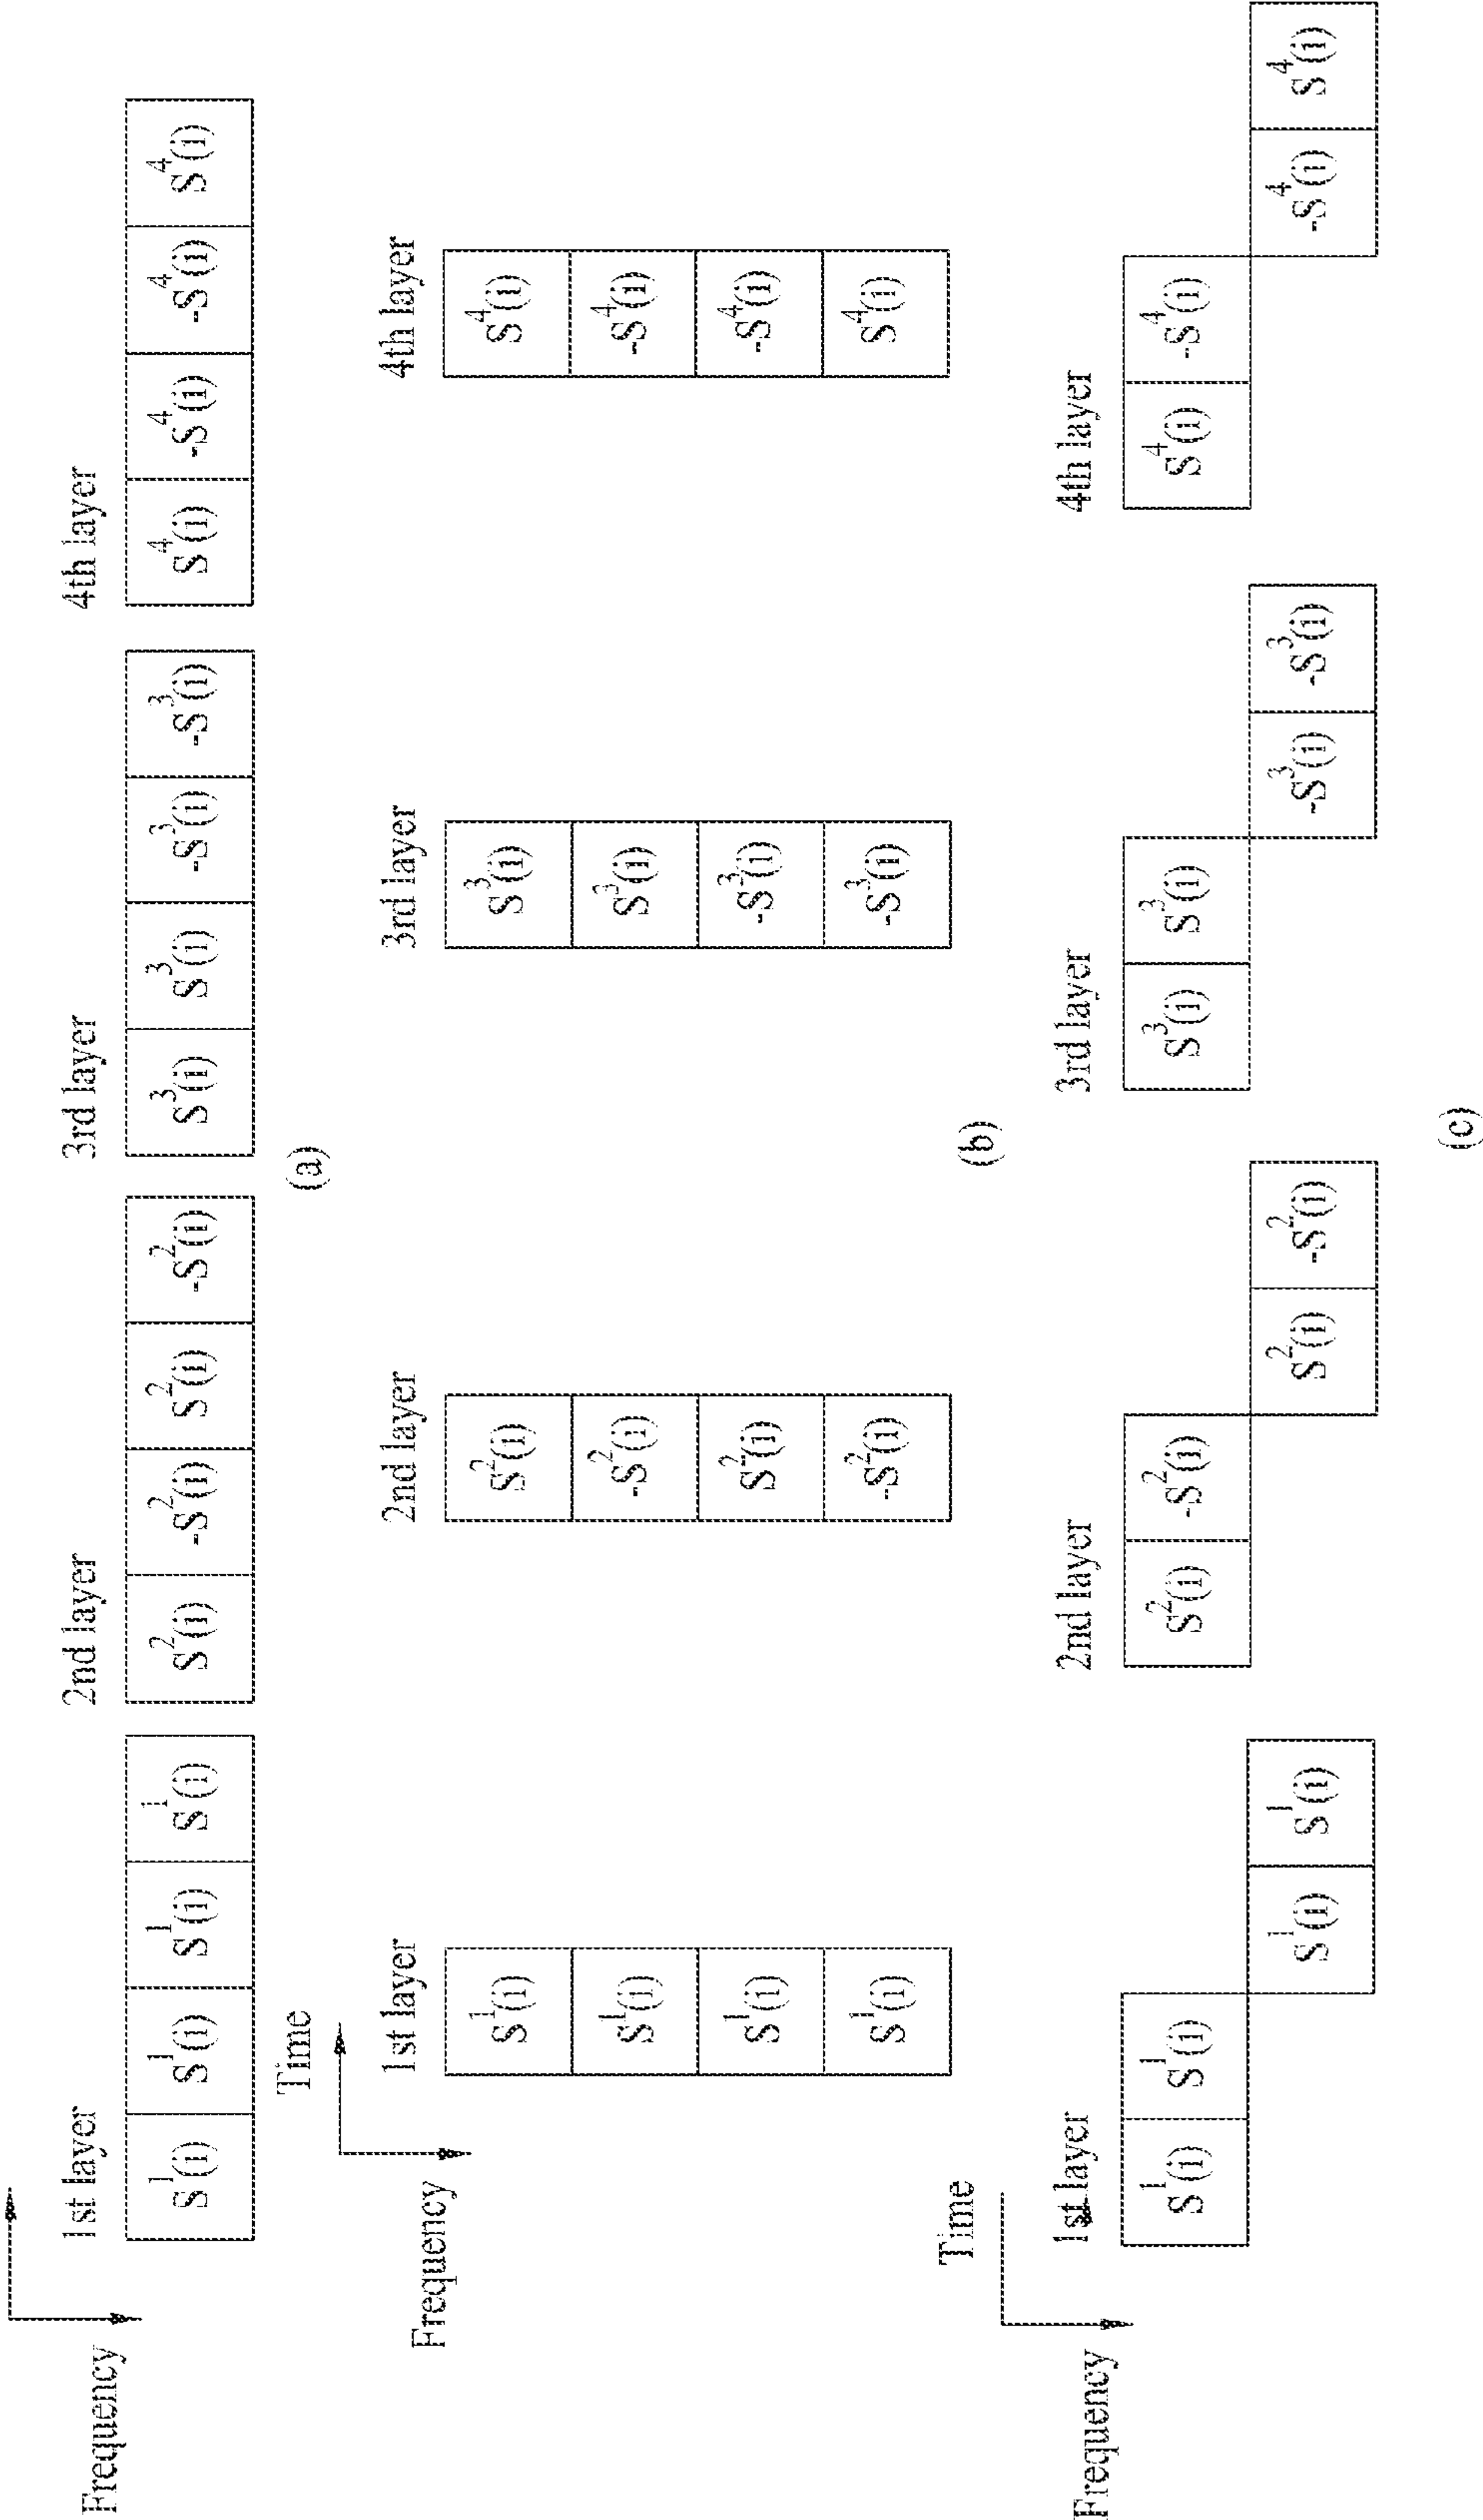 Frequency
1st layer 2nd layer 3rd layer 4th layer
S¹(i) S¹(i) S¹(i) S¹(i) S²(i) -S²(i) S²(i) -S²(i) S³(i) S³(i) -S³(i) -S³(i) S⁴(i) -S⁴(i) -S⁴(i) S⁴(i)
(a)
Time
Frequency
1st layer 2nd layer 3rd layer 4th layer
S¹(i) S²(i) S³(i) S⁴(i)
S¹(i) -S²(i) S³(i) -S⁴(i)
S¹(i) S²(i) -S³(i) -S⁴(i)
S¹(i) -S²(i) -S³(i) S⁴(i)
(b)
Time
Frequency
1st layer 2nd layer 3rd layer 4th layer
S¹(i) S¹(i) S²(i) -S²(i) S³(i) S³(i) S⁴(i) -S⁴(i)
S¹(i) S¹(i) S²(i) -S²(i) -S³(i) -S³(i) -S⁴(i) S⁴(i)
(c)